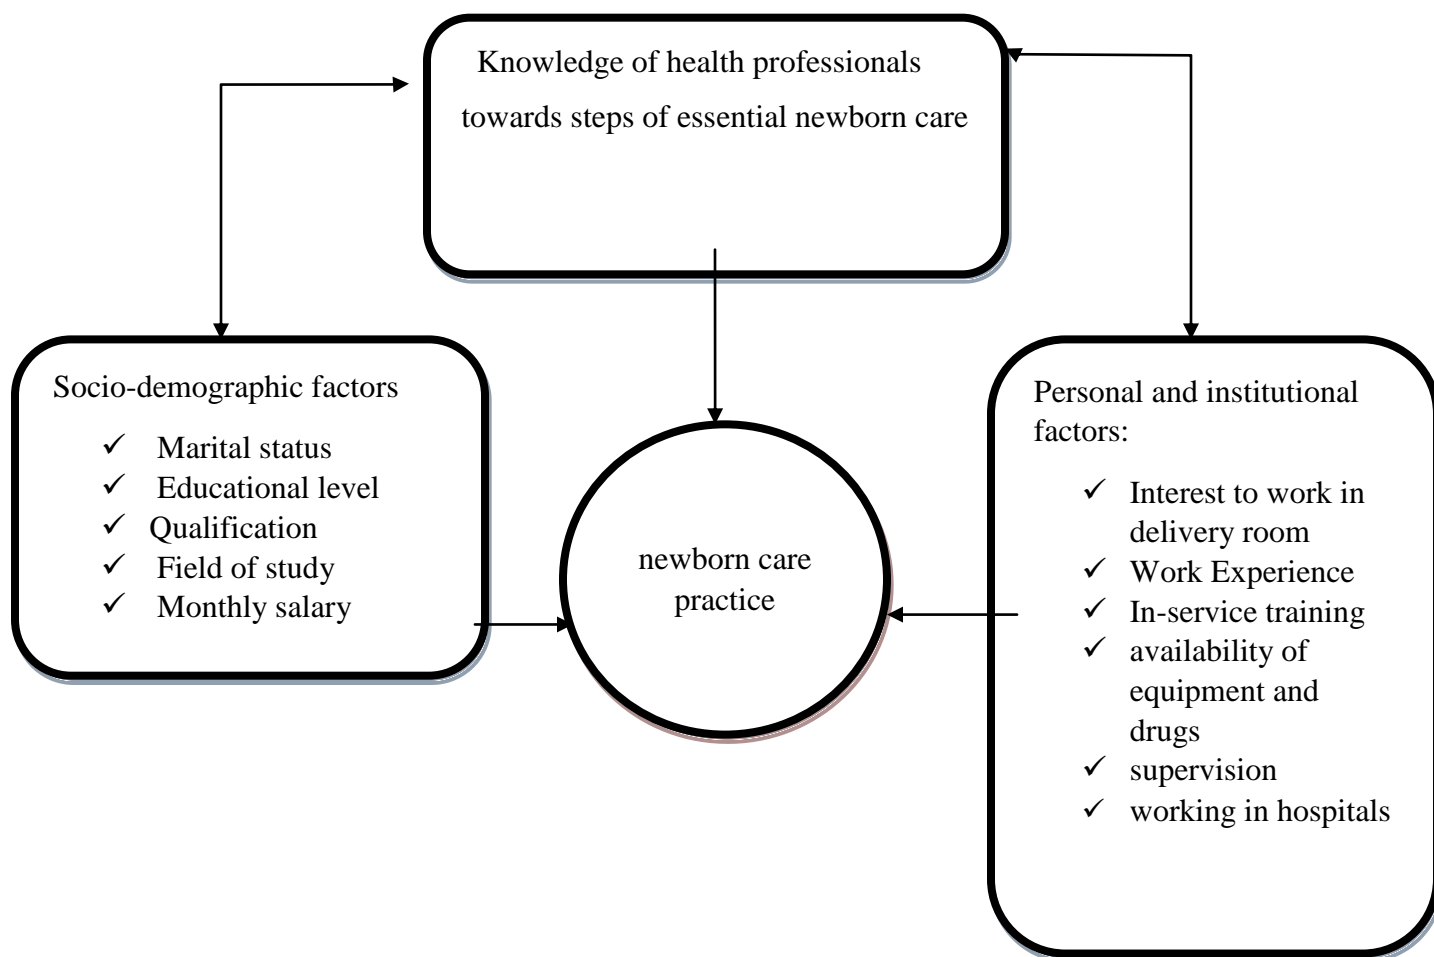 Knowledge of health professionals
towards steps of essential newborn care
Socio-demographic factors
✓ Marital status
✓ Educational level
✓ Qualification
✓ Field of study
✓ Monthly salary
newborn care
practice
Personal and institutional
factors:
✓ Interest to work in
delivery room
✓ Work Experience
✓ In-service training
✓ availability of
equipment and
drugs
✓ supervision
✓ working in hospitals